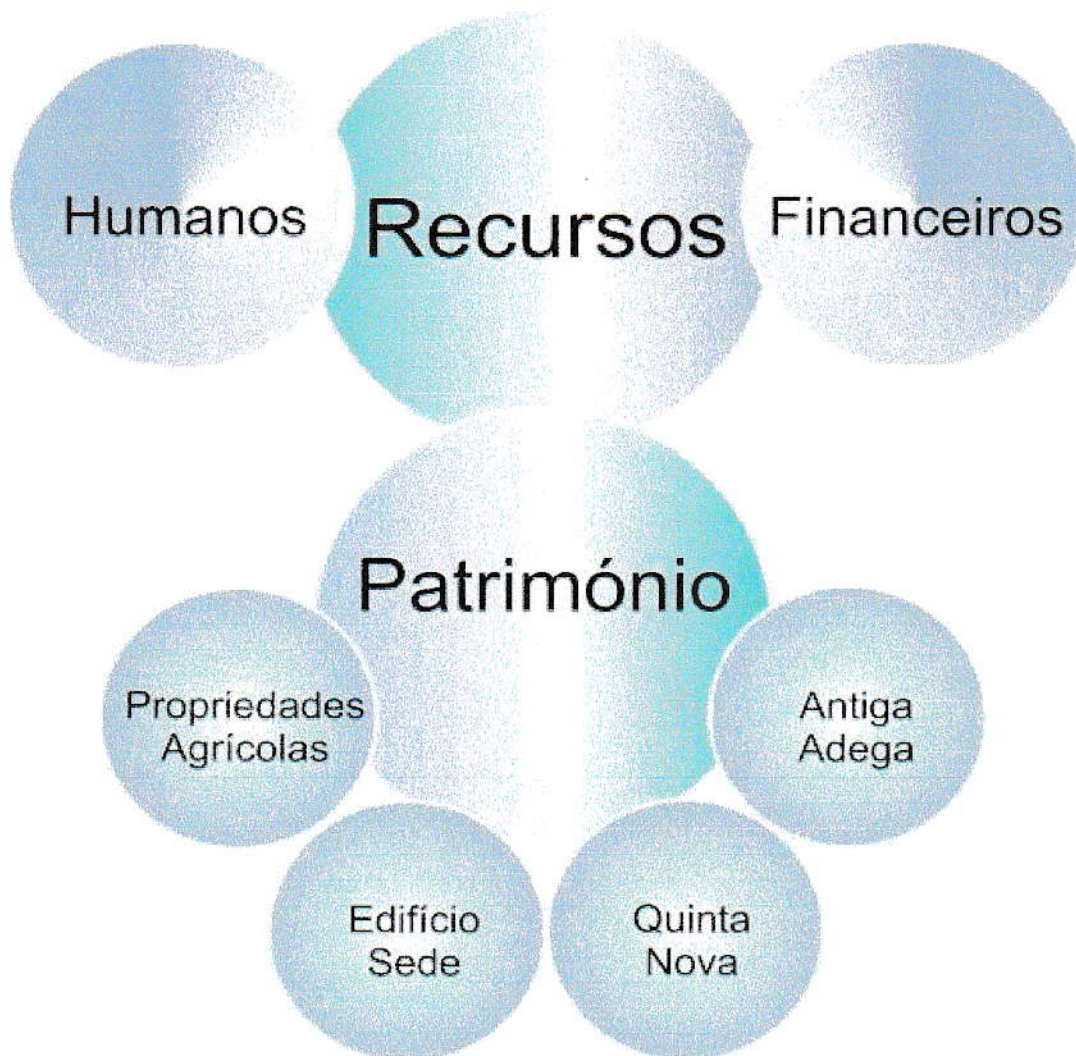 Humanos
Recursos
Financeiros
Património
Propriedades
Agrícolas
Antiga
Adega
Edifício
Sede
Quinta
Nova